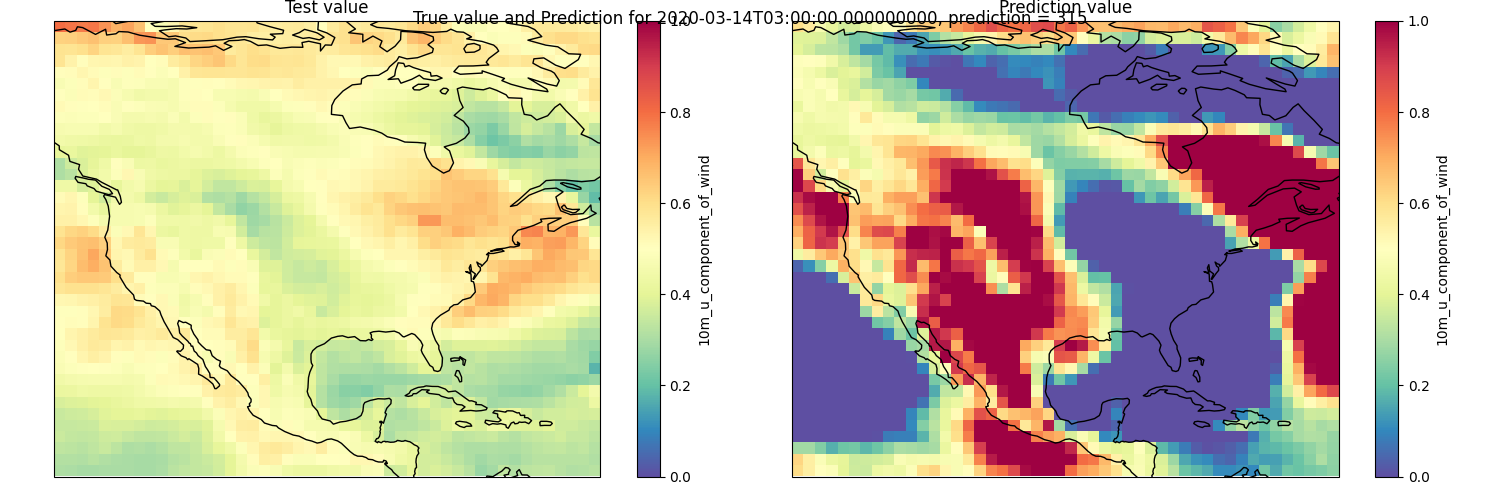 Test value
True value and Prediction for 2020-03-14T03:00:00.000000000, prediction = 315
Prediction value
1.0
0.8
0.6
0.4
0.2
0.0
10m_u_component_of_wind
1.0
0.8
0.6
0.4
0.2
0.0
10m_u_component_of_wind